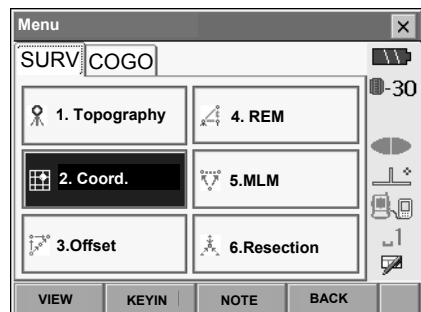 Menu
SURV COGO
-30
1. Topography
4. REM
2. Coord.
5.MLM
3.Offset
6.Resection
1
VIEW KEYIN NOTE BACK